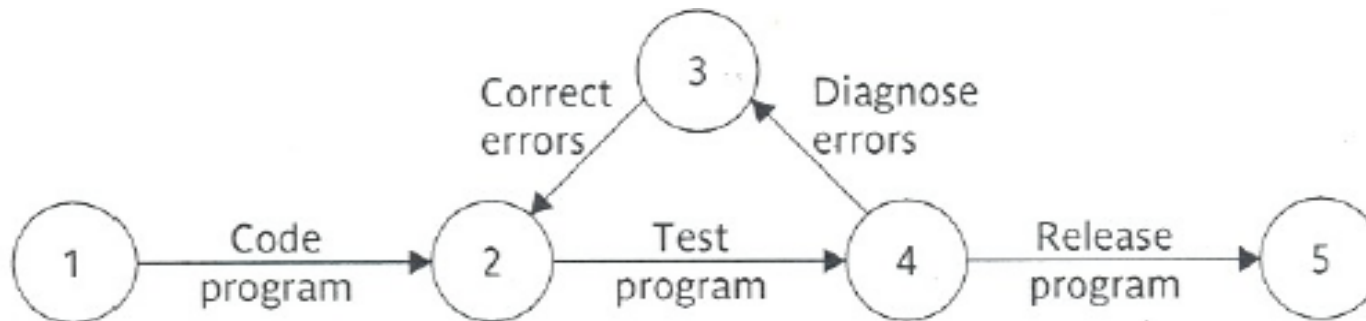 3
Correct
errors
Diagnose
errors
1
Code
program
2
Test
program
4
Release
program
5